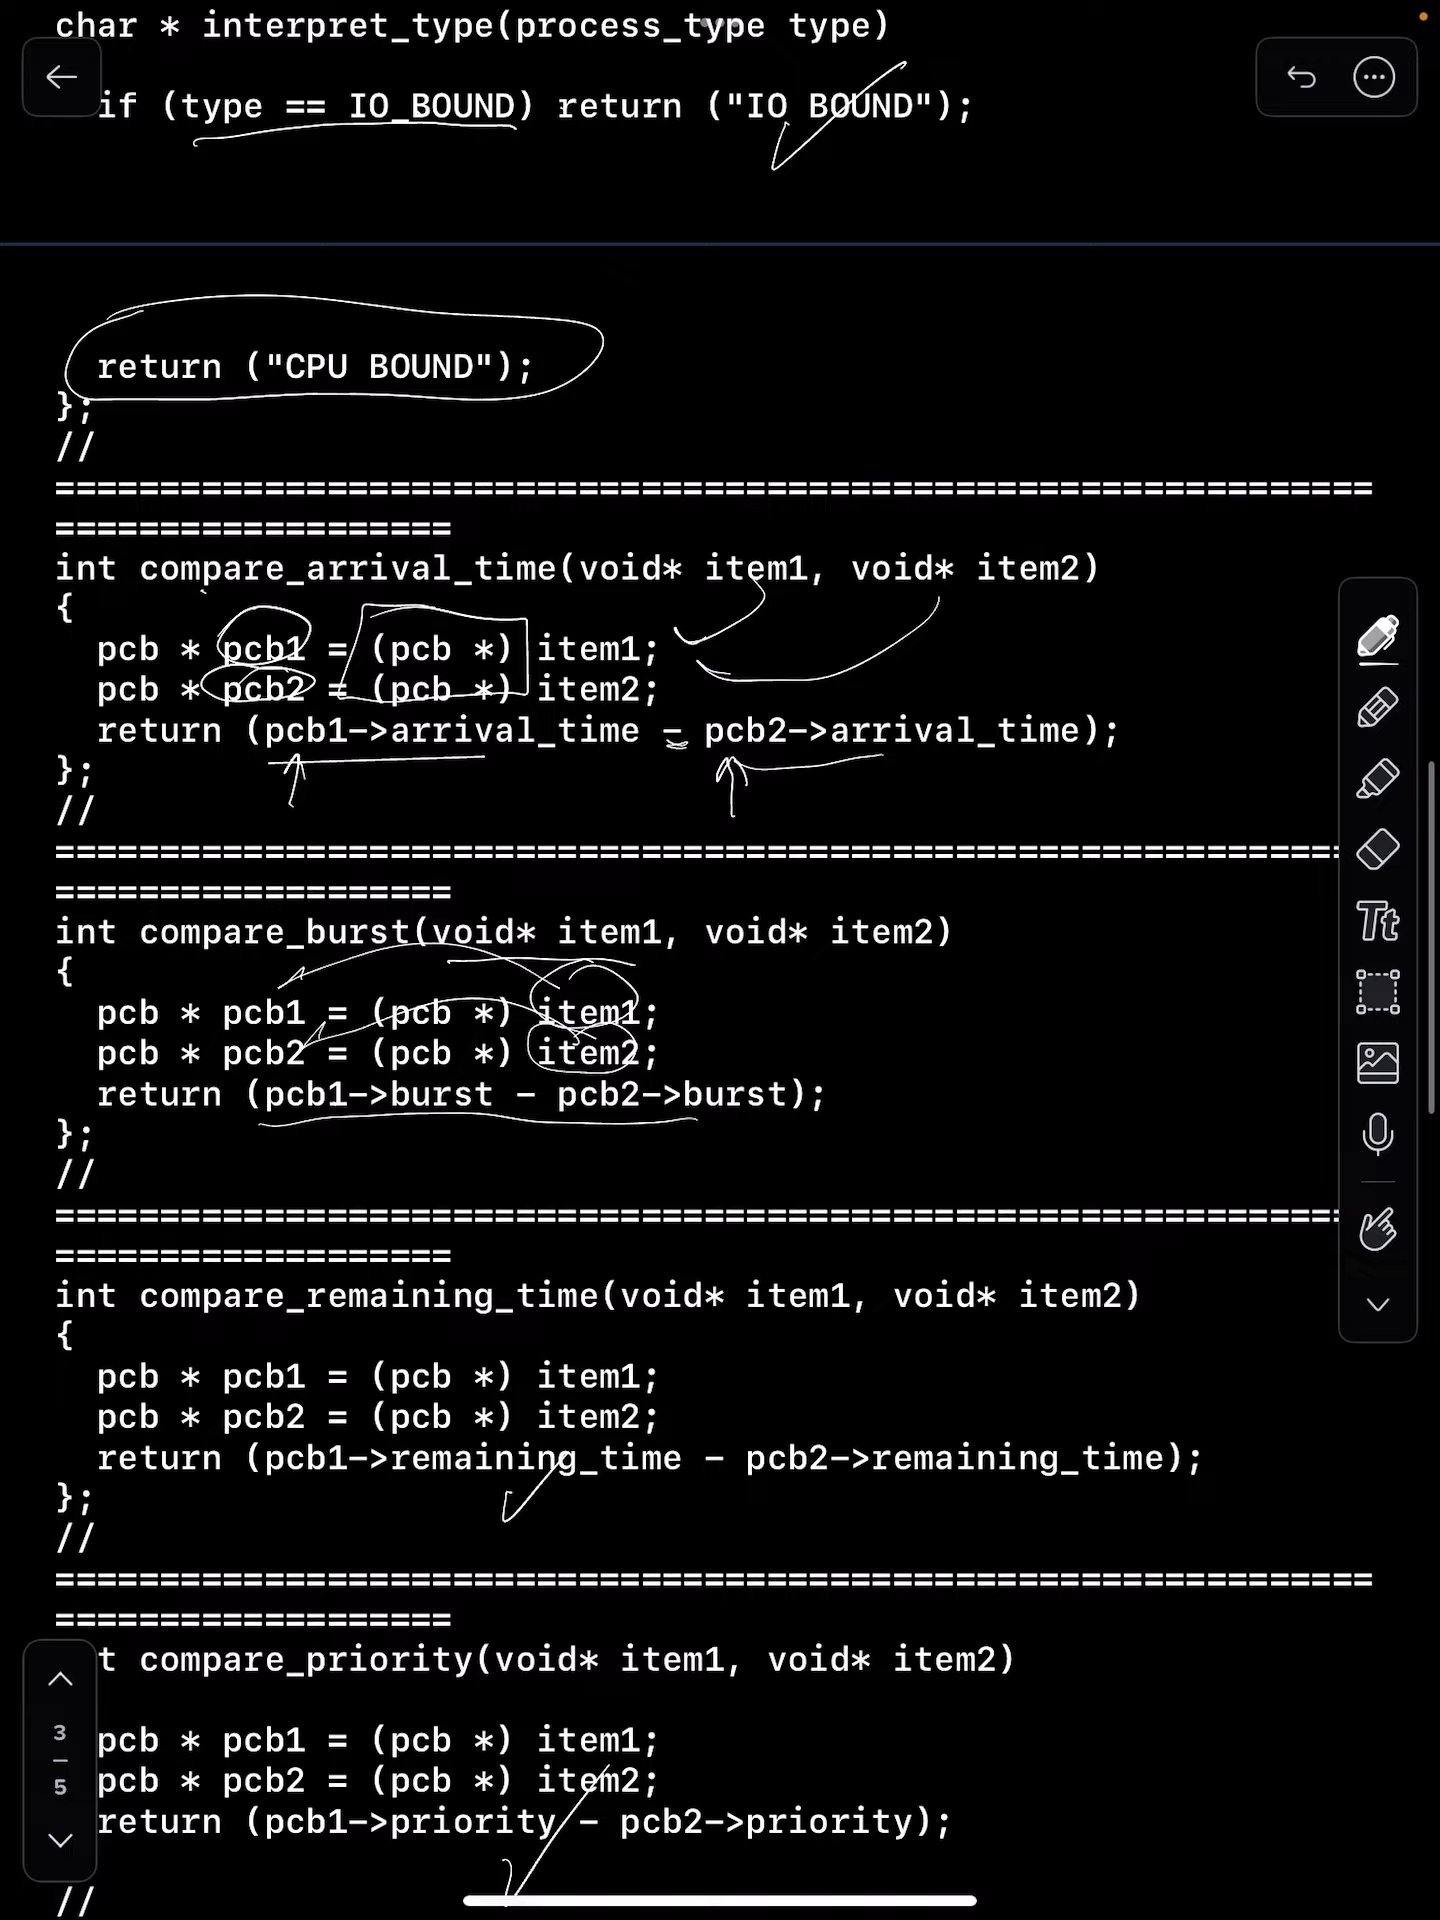 char * interpret_type(process_type type)
if (type == IO_BOUND) return ("IO BOUND");
return ("CPU BOUND");
};
//
===============================================================
===================
int compare_arrival_time(void* item1, void* item2)
{
pcb * pcb1 = (pcb *) item1;
pcb * pcb2 = (pcb *) item2;
return (pcb1->arrival_time - pcb2->arrival_time);
};
//
==============================================================
===================
int compare_burst(void* item1, void* item2)
{
pcb * pcb1 = (pcb *) item1;
pcb * pcb2 = (pcb *) item2;
return (pcb1->burst - pcb2->burst);
};
//
==============================================================
===================
int compare_remaining_time(void* item1, void* item2)
{
pcb * pcb1 = (pcb *) item1;
pcb * pcb2 = (pcb *) item2;
return (pcb1->remaining_time - pcb2->remaining_time);
};
//
===============================================================
===================
t compare_priority(void* item1, void* item2)
pcb * pcb1 = (pcb *) item1;
pcb * pcb2 = (pcb *) item2;
return (pcb1->priority - pcb2->priority);
//
Tt
3
5